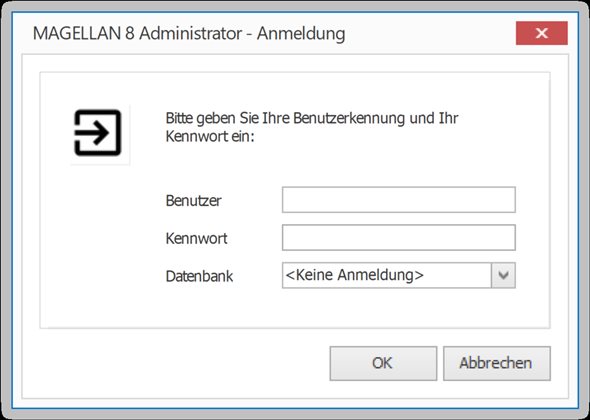 MAGELLAN 8 Administrator - Anmeldung
Bitte geben Sie Ihre Benutzerkennung und Ihr
Kennwort ein:
Benutzer
Kennwort
Datenbank
<Keine Anmeldung>
OK
Abbrechen